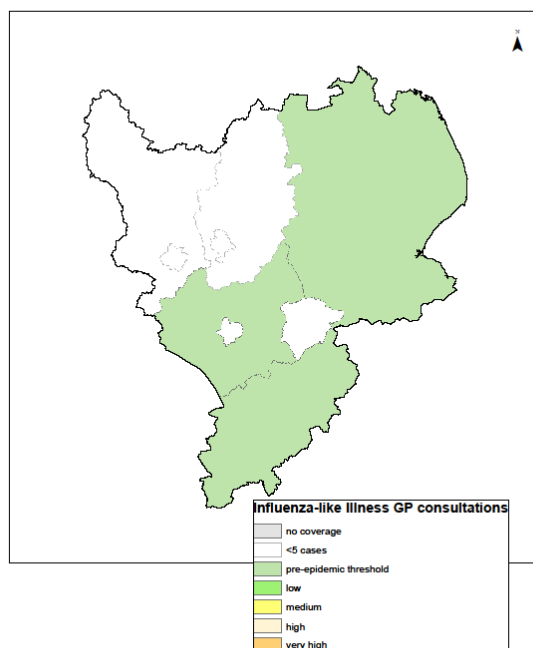 N
Influenza-like Illness GP consultations
no coverage
<5 cases
pre-epidemic threshold
low
medium
high
very high